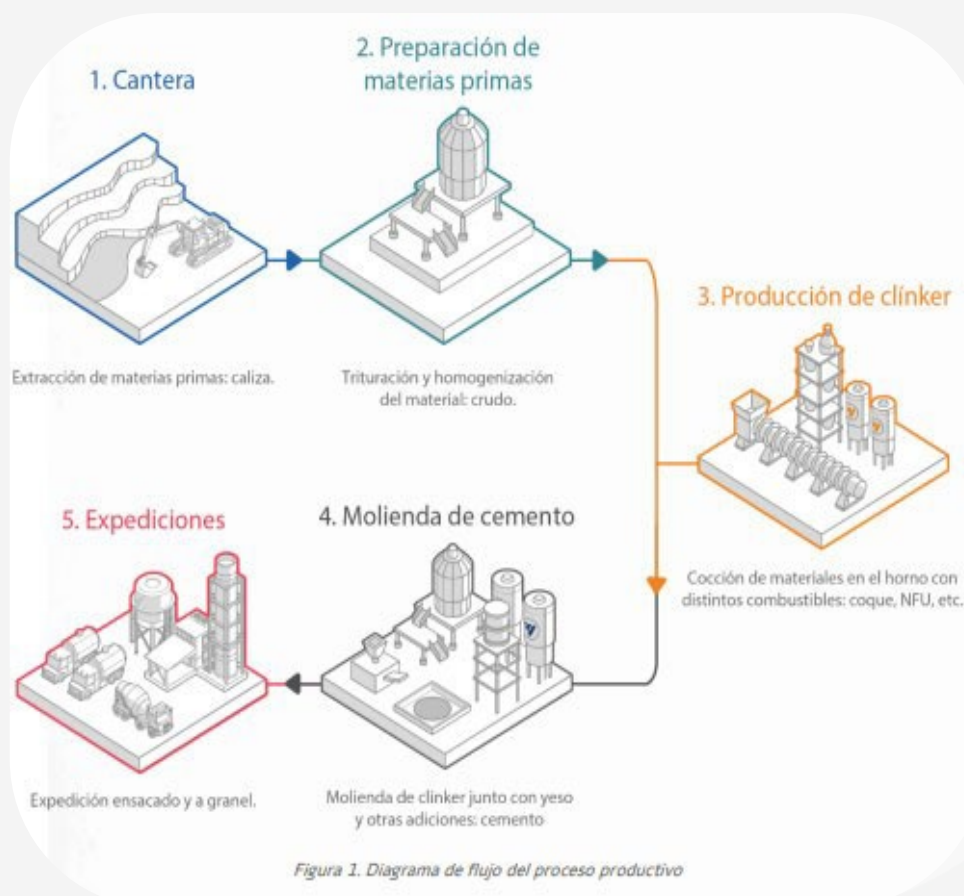 1. Cantera
Extracción de materias primas: caliza.
2. Preparación de
materias primas
Trituración y homogenización
del material: crudo.
3. Producción de clínker
Cocción de materiales en el horno con
distintos combustibles: coque, NFU, etc.
4. Molienda de cemento
Molienda de clinker junto con yeso
y otras adiciones: cemento
5. Expediciones
Expedición ensacado y a granel.
Figura 1. Diagrama de flujo del proceso productivo